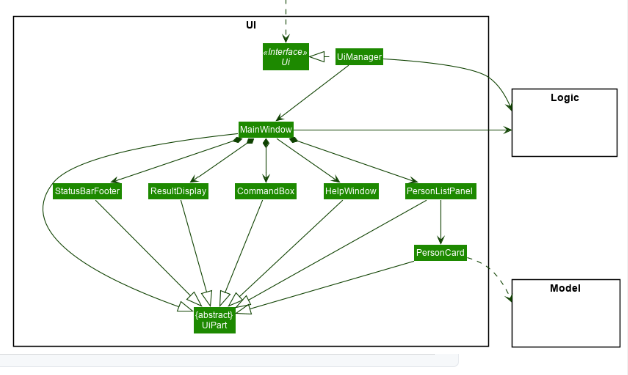 UI
«Interface»
Ui
UiManager
Logic
MainWindow
StatusBarFooter
ResultDisplay
CommandBox
HelpWindow
PersonListPanel
PersonCard
Model
{abstract}
UiPart